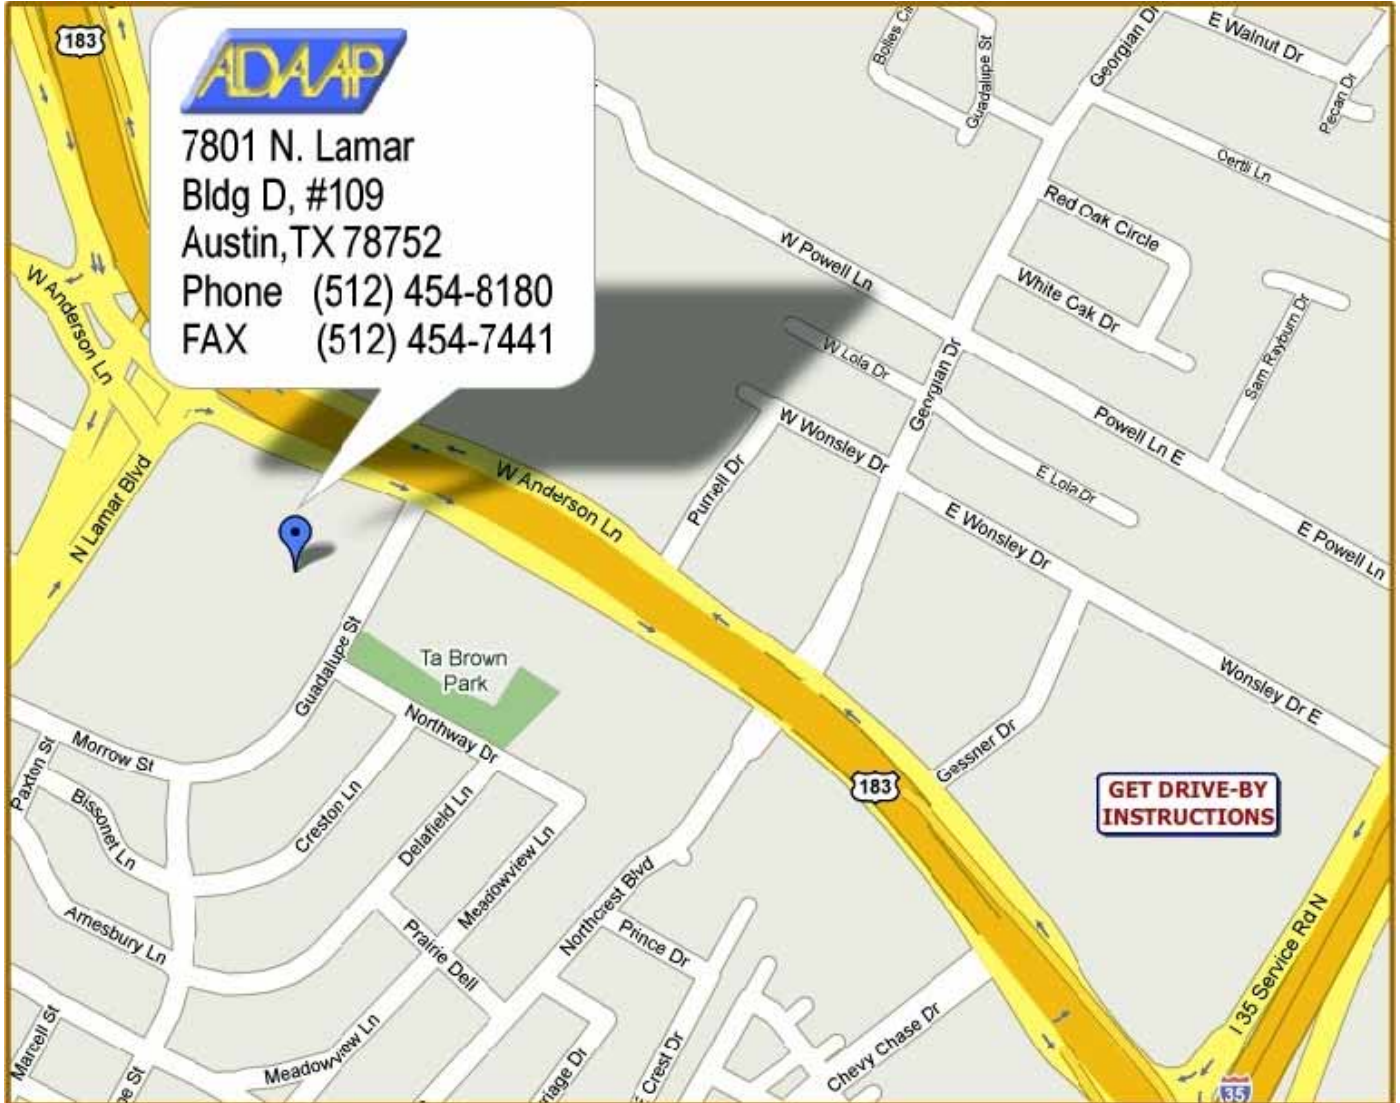 183
ADAAP
7801 N. Lamar
Bldg D, #109
Austin,TX 78752
Phone (512) 454-8180
FAX (512) 454-7441
Bolles
Guadalupe St
Georgian Dr
E Walnut Dr
Pecan Dr
Oertli Ln
Red Oak Circle
White Oak Dr
Sam Rayburn Dr
W Powell Ln
W Lola Dr
Georgian Dr
Powell Ln E
E Powell Ln
W Anderson Ln
N Lamar Blvd
W Anderson Ln
W Wonsley Dr
Purnell Dr
E Lola Dr
E Wonsley Dr
Wonsley Dr E
Guadalupe St
Ta Brown
Park
Northway Dr
Gessner Dr
183
GET DRIVE-BY
INSTRUCTIONS
Morrow St
Paxton St
Bissonet Ln
Creston Ln
Delafield Ln
Meadowview Ln
Northcrest Blvd
Arnesbury Ln
Prairie Dell
Prince Dr
I 35 Service Rd N
Marcell St
Meadowview Ln
Crest Dr
Chevy Chase Dr
35